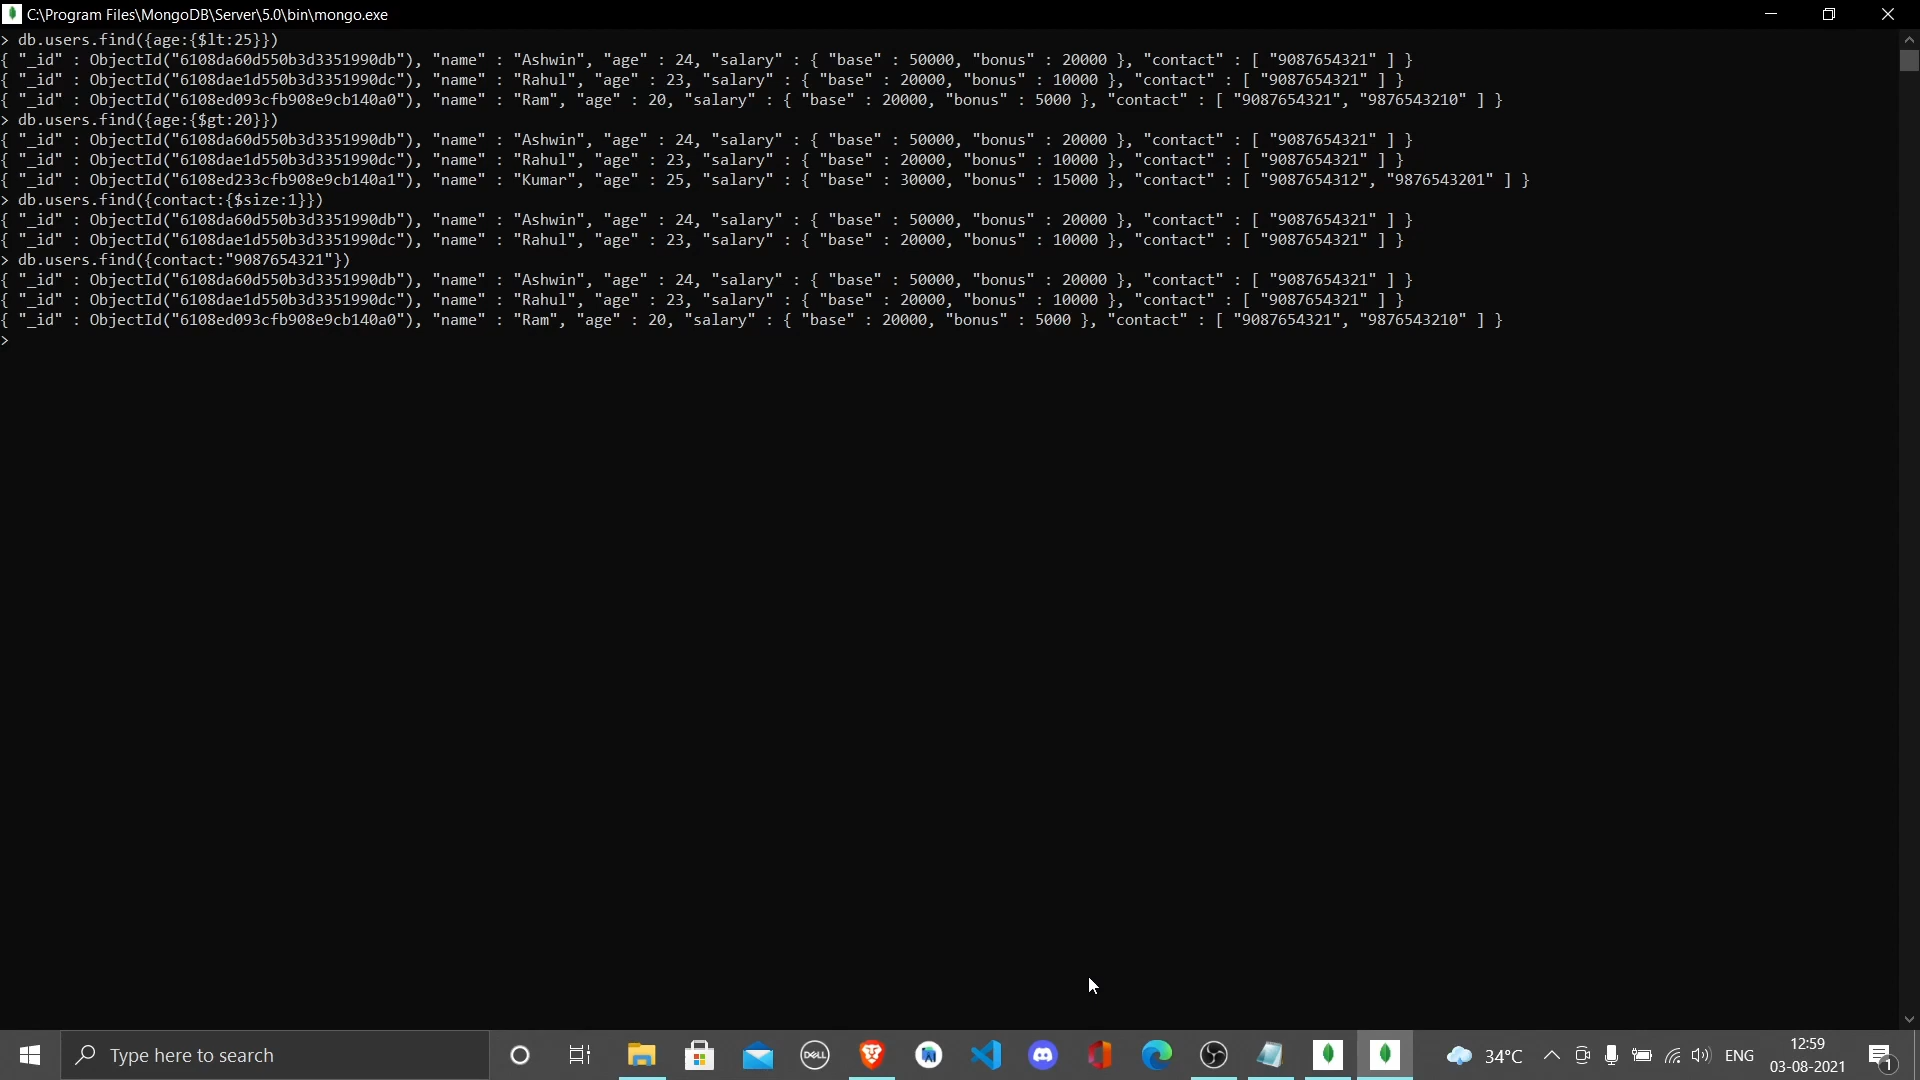 C:\Program Files\MongoDB\Server\5.0\bin\mongo.exe
> db.users.find({age:{$lt:25}})
{ "_id" : ObjectId("6108da60d550b3d3351990db"), "name" : "Ashwin", "age" : 24, "salary" : { "base" : 50000, "bonus" : 20000 }, "contact" : [ "9087654321" ] }
{ "_id" : ObjectId("6108dae1d550b3d3351990dc"), "name" : "Rahul", "age" : 23, "salary" : { "base" : 20000, "bonus" : 10000 }, "contact" : [ "9087654321" ] }
{ "_id" : ObjectId("6108ed093cfb908e9cb140a0"), "name" : "Ram", "age" : 20, "salary" : { "base" : 20000, "bonus" : 5000 }, "contact" : [ "9087654321", "9876543210" ] }
> db.users.find({age:{$gt:20}})
{ "_id" : ObjectId("6108da60d550b3d3351990db"), "name" : "Ashwin", "age" : 24, "salary" : { "base" : 50000, "bonus" : 20000 }, "contact" : [ "9087654321" ] }
{ "_id" : ObjectId("6108dae1d550b3d3351990dc"), "name" : "Rahul", "age" : 23, "salary" : { "base" : 20000, "bonus" : 10000 }, "contact" : [ "9087654321" ] }
{ "_id" : ObjectId("6108ed233cfb908e9cb140a1"), "name" : "Kumar", "age" : 25, "salary" : { "base" : 30000, "bonus" : 15000 }, "contact" : [ "9087654312", "9876543201" ] }
> db.users.find({contact:{$size:1}})
{ "_id" : ObjectId("6108da60d550b3d3351990db"), "name" : "Ashwin", "age" : 24, "salary" : { "base" : 50000, "bonus" : 20000 }, "contact" : [ "9087654321" ] }
{ "_id" : ObjectId("6108dae1d550b3d3351990dc"), "name" : "Rahul", "age" : 23, "salary" : { "base" : 20000, "bonus" : 10000 }, "contact" : [ "9087654321" ] }
> db.users.find({contact:"9087654321"})
{ "_id" : ObjectId("6108da60d550b3d3351990db"), "name" : "Ashwin", "age" : 24, "salary" : { "base" : 50000, "bonus" : 20000 }, "contact" : [ "9087654321" ] }
{ "_id" : ObjectId("6108dae1d550b3d3351990dc"), "name" : "Rahul", "age" : 23, "salary" : { "base" : 20000, "bonus" : 10000 }, "contact" : [ "9087654321" ] }
{ "_id" : ObjectId("6108ed093cfb908e9cb140a0"), "name" : "Ram", "age" : 20, "salary" : { "base" : 20000, "bonus" : 5000 }, "contact" : [ "9087654321", "9876543210" ] }
>
Type here to search
DELL
34°C
ENG
12:59
03-08-2021
1